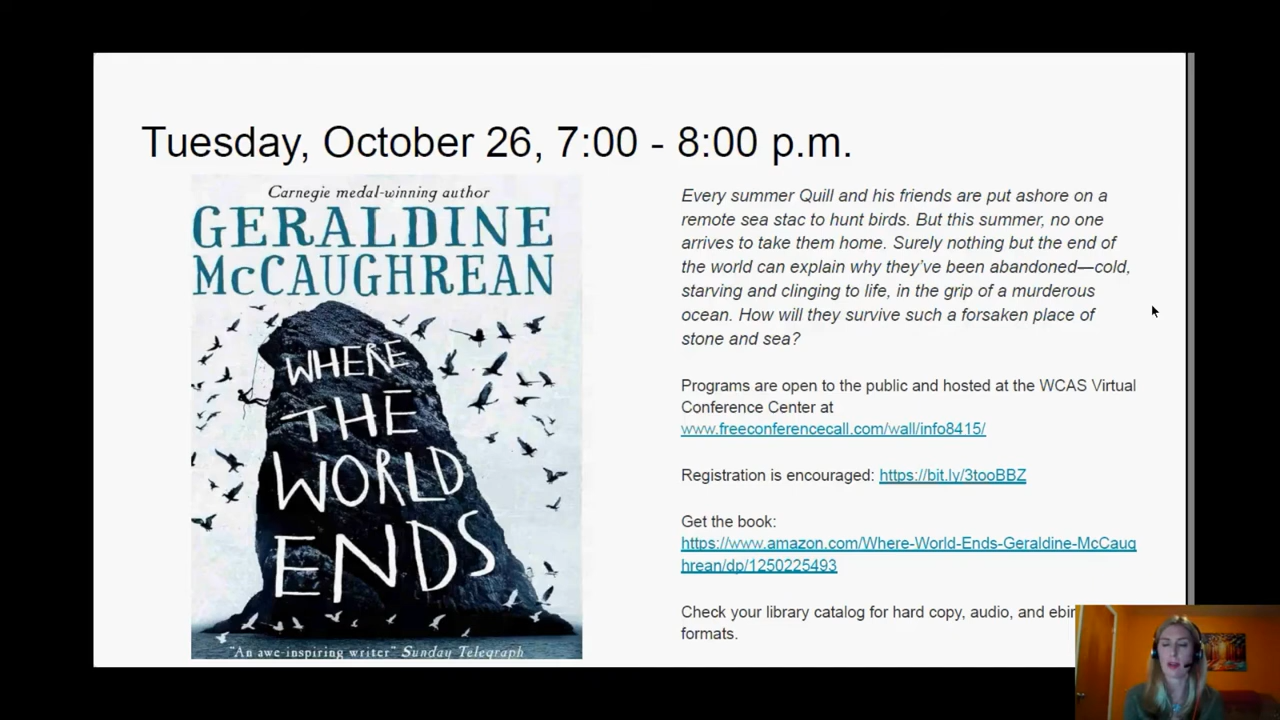 Tuesday, October 26, 7:00 - 8:00 p.m.
Carnegie medal-winning author
GERALDINE
McCAUGHREAN
WHERE
THE
WORLD
ENDS
"An awe-inspiring writer" Sunday Telegraph
Every summer Quill and his friends are put ashore on a
remote sea stac to hunt birds. But this summer, no one
arrives to take them home. Surely nothing but the end of
the world can explain why they've been abandoned—cold,
starving and clinging to life, in the grip of a murderous
ocean. How will they survive such a forsaken place of
stone and sea?
Programs are open to the public and hosted at the WCAS Virtual
Conference Center at
www.freeconferencecall.com/wall/info8415/
Registration is encouraged: https://bit.ly/3tooBBZ
Get the book:
https://www.amazon.com/Where-World-Ends-Geraldine-McCaug
hrean/dp/1250225493
Check your library catalog for hard copy, audio, and
formats.